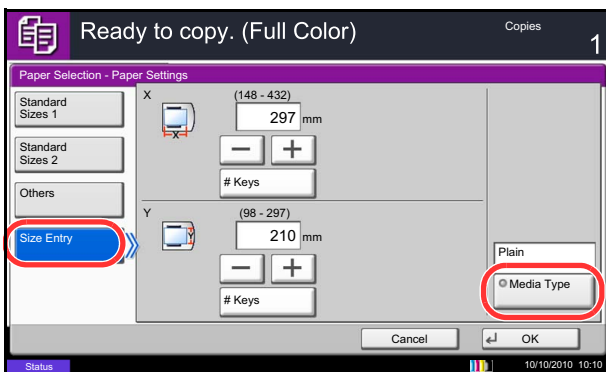 Ready to copy. (Full Color)
Copies
1
Paper Selection - Paper Settings
Standard
Sizes 1
Standard
Sizes 2
Others
Size Entry
X
(148 - 432)
297 mm
X
# Keys
Y
(98 - 297)
210 mm
Y
# Keys
Plain
Media Type
Cancel
OK
Status
10/10/2010 10:10